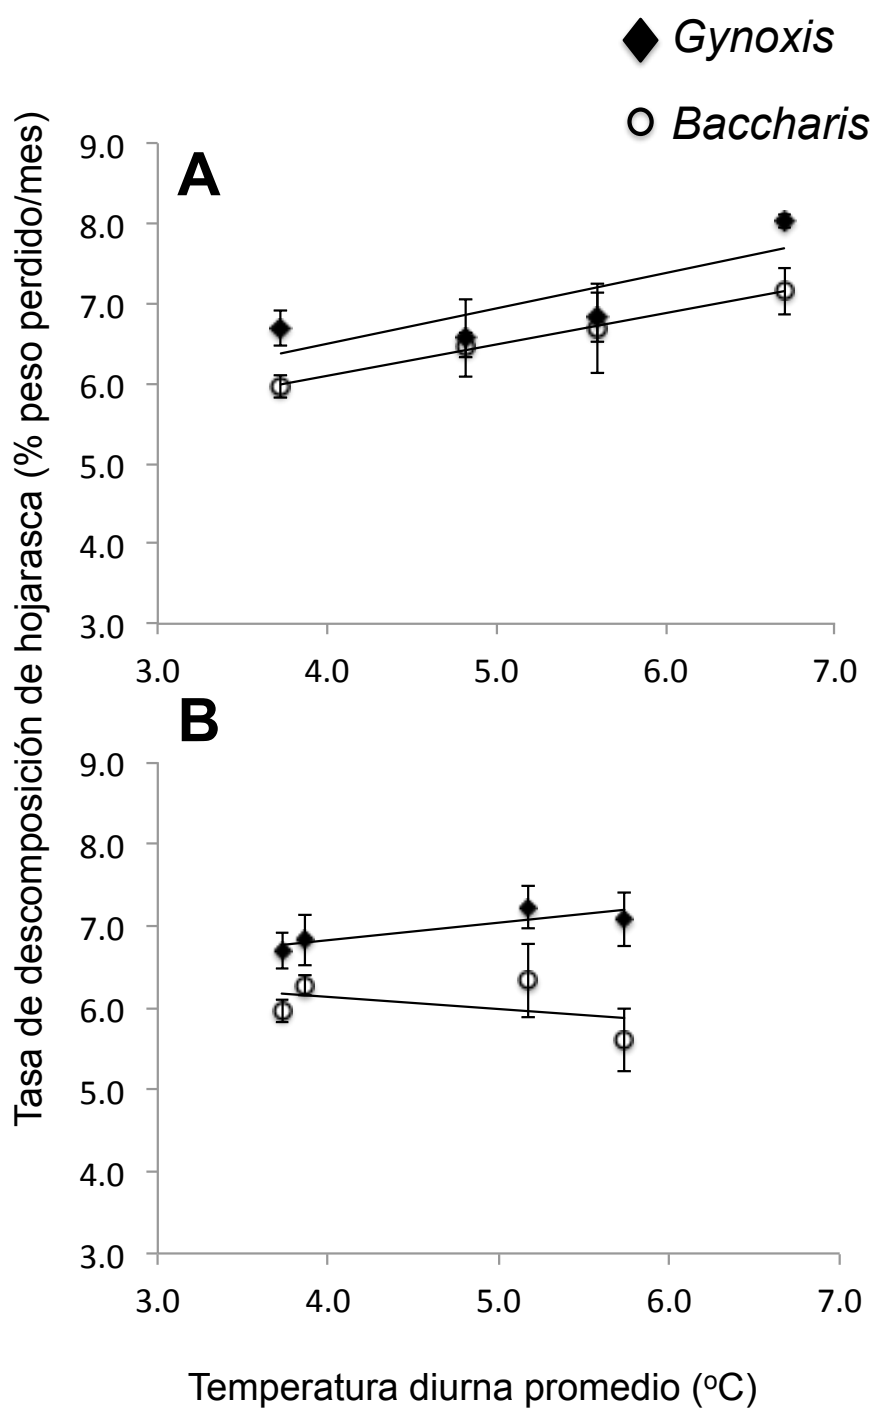 Gynoxis
Baccharis
Tasa de descomposición de hojarasca (% peso perdido/mes)
A
9.0
8.0
7.0
6.0
5.0
4.0
3.0
3.0 4.0 5.0 6.0 7.0
B
9.0
8.0
7.0
6.0
5.0
4.0
3.0
3.0 4.0 5.0 6.0 7.0
Temperatura diurna promedio (ºC)